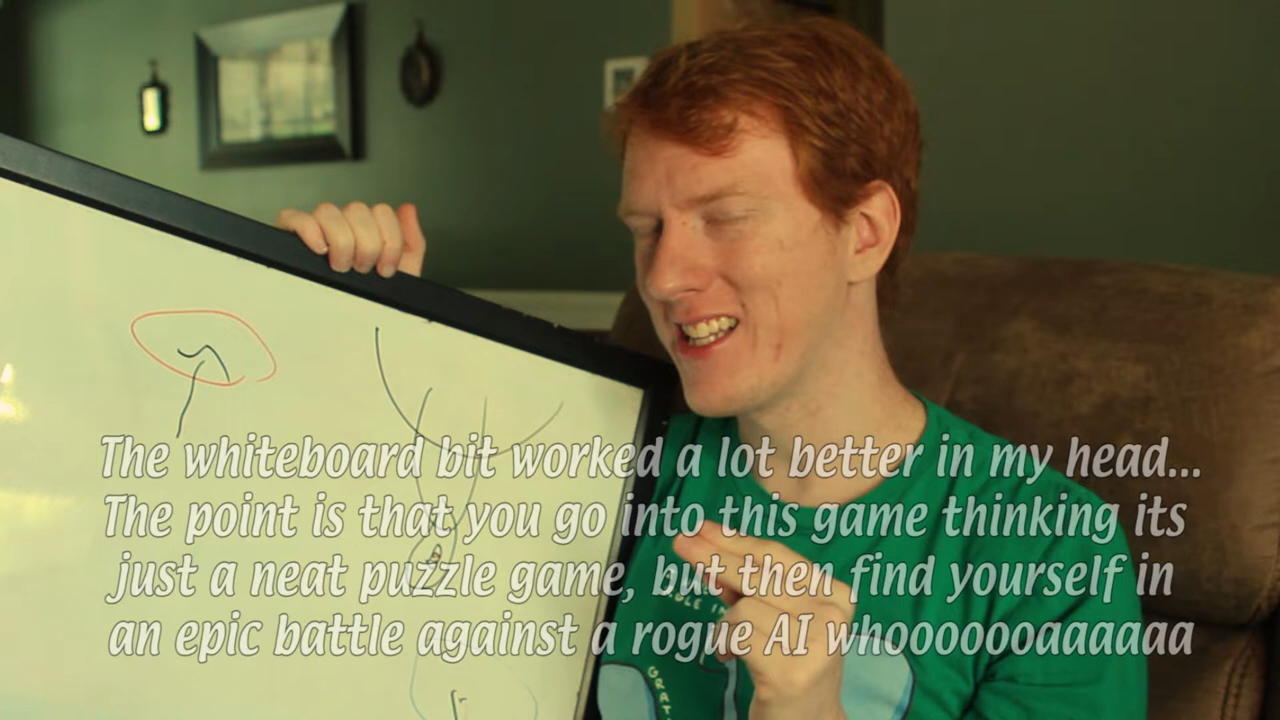 The whiteboard bit worked a lot better in my head...
The point is that you go into this game thinking its
just a neat puzzle game, but then find yourself in
an epic battle against a rogue AI whooooooaaaaaa